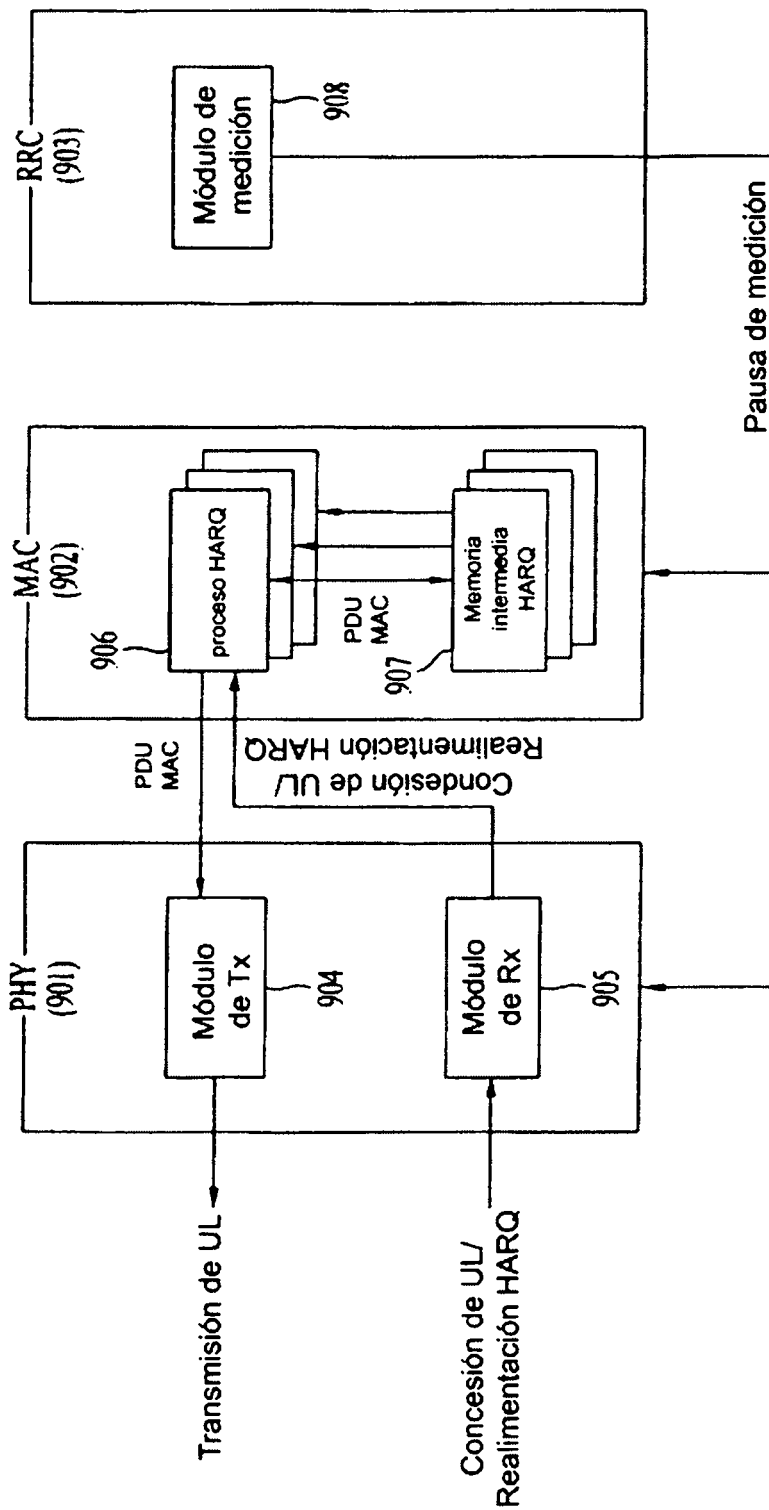 PHY
(901)
MAC
(902)
RRC
(903)
Transmisión de UL
Módulo
de Tx
904
PDU
MAC
906
proceso HARQ
PDU
MAC
907
Memoria
intermedia
HARQ
Módulo de
medición
908
Concesión de UL/
Realimentación HARQ
Módulo
de Rx
905
Condesión de UL/
Realimentación HARQ
Pausa de medición